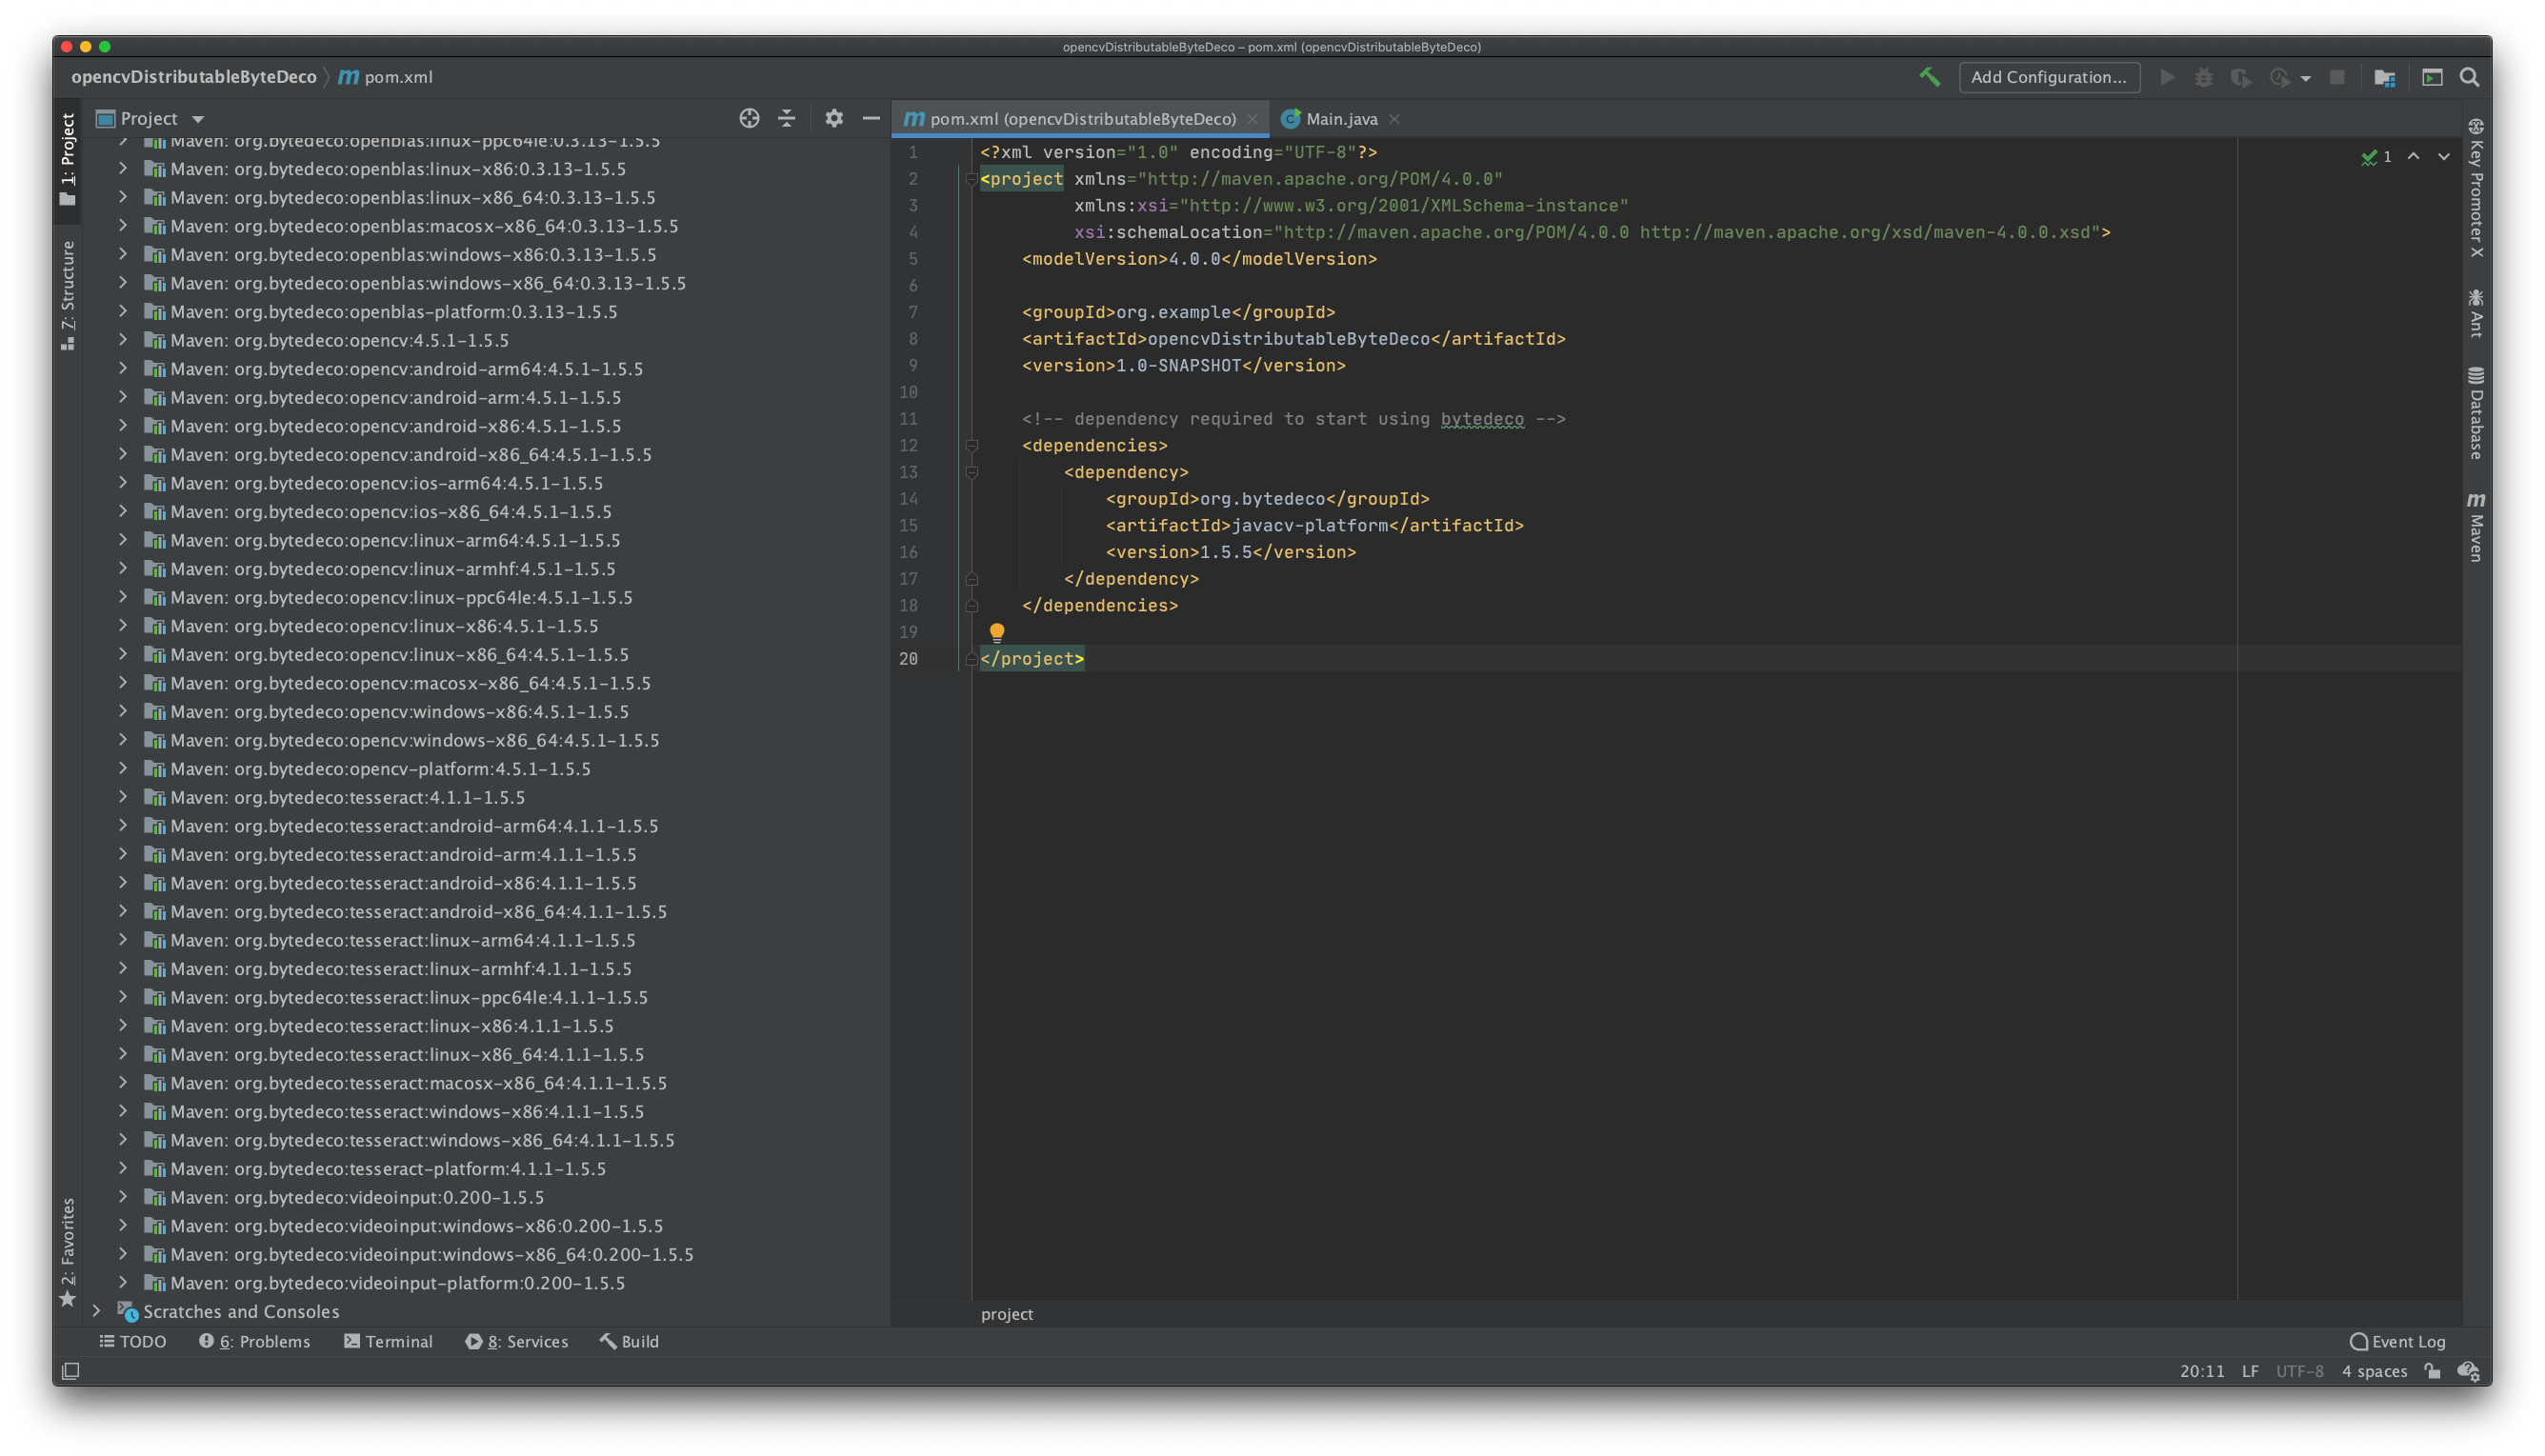 opencvDistributableByteDeco – pom.xml (opencvDistributableByteDeco)
opencvDistributableByteDeco m pom.xml
Add Configuration...
1: Project
Z: Structure
2: Favorites
Project
Maven: org.bytedeco:openblas:linux-ppc64le:0.3.13-1.5.5
Maven: org.bytedeco:openblas:linux-x86:0.3.13-1.5.5
Maven: org.bytedeco:openblas:linux-x86_64:0.3.13-1.5.5
Maven: org.bytedeco:openblas:macosx-x86_64:0.3.13-1.5.5
Maven: org.bytedeco:openblas:windows-x86:0.3.13-1.5.5
Maven: org.bytedeco:openblas:windows-x86_64:0.3.13-1.5.5
Maven: org.bytedeco:openblas-platform:0.3.13-1.5.5
Maven: org.bytedeco:opencv:4.5.1-1.5.5
Maven: org.bytedeco:opencv:android-arm64:4.5.1-1.5.5
Maven: org.bytedeco:opencv:android-arm:4.5.1-1.5.5
Maven: org.bytedeco:opencv:android-x86:4.5.1-1.5.5
Maven: org.bytedeco:opencv:android-x86_64:4.5.1-1.5.5
Maven: org.bytedeco:opencv:ios-arm64:4.5.1-1.5.5
Maven: org.bytedeco:opencv:ios-x86_64:4.5.1-1.5.5
Maven: org.bytedeco:opencv:linux-arm64:4.5.1-1.5.5
Maven: org.bytedeco:opencv:linux-armhf:4.5.1-1.5.5
Maven: org.bytedeco:opencv:linux-ppc64le:4.5.1-1.5.5
Maven: org.bytedeco:opencv:linux-x86:4.5.1-1.5.5
Maven: org.bytedeco:opencv:linux-x86_64:4.5.1-1.5.5
Maven: org.bytedeco:opencv:macosx-x86_64:4.5.1-1.5.5
Maven: org.bytedeco:opencv:windows-x86:4.5.1-1.5.5
Maven: org.bytedeco:opencv:windows-x86_64:4.5.1-1.5.5
Maven: org.bytedeco:opencv-platform:4.5.1-1.5.5
Maven: org.bytedeco:tesseract:4.1.1-1.5.5
Maven: org.bytedeco:tesseract:android-arm64:4.1.1-1.5.5
Maven: org.bytedeco:tesseract:android-arm:4.1.1-1.5.5
Maven: org.bytedeco:tesseract:android-x86:4.1.1-1.5.5
Maven: org.bytedeco:tesseract:android-x86_64:4.1.1-1.5.5
Maven: org.bytedeco:tesseract:linux-arm64:4.1.1-1.5.5
Maven: org.bytedeco:tesseract:linux-armhf:4.1.1-1.5.5
Maven: org.bytedeco:tesseract:linux-ppc64le:4.1.1-1.5.5
Maven: org.bytedeco:tesseract:linux-x86:4.1.1-1.5.5
Maven: org.bytedeco:tesseract:linux-x86_64:4.1.1-1.5.5
Maven: org.bytedeco:tesseract:macosx-x86_64:4.1.1-1.5.5
Maven: org.bytedeco:tesseract:windows-x86:4.1.1-1.5.5
Maven: org.bytedeco:tesseract:windows-x86_64:4.1.1-1.5.5
Maven: org.bytedeco:tesseract-platform:4.1.1-1.5.5
Maven: org.bytedeco:videoinput:0.200-1.5.5
Maven: org.bytedeco:videoinput:windows-x86:0.200-1.5.5
Maven: org.bytedeco:videoinput:windows-x86_64:0.200-1.5.5
Maven: org.bytedeco:videoinput-platform:0.200-1.5.5
Scratches and Consoles
m pom.xml (opencvDistributableByteDeco) C Main.java
1 <?xml version="1.0" encoding="UTF-8"?>
2 <project xmlns="http://maven.apache.org/POM/4.0.0"
3 xmlns:xsi="http://www.w3.org/2001/XMLSchema-instance"
4 xsi:schemaLocation="http://maven.apache.org/POM/4.0.0 http://maven.apache.org/xsd/maven-4.0.0.xsd">
5 <modelVersion>4.0.0</modelVersion>
6
7 <groupId>org.example</groupId>
8 <artifactId>opencvDistributableByteDeco</artifactId>
9 <version>1.0-SNAPSHOT</version>
10
11 <!-- dependency required to start using bytedeco -->
12 <dependencies>
13 <dependency>
14 <groupId>org.bytedeco</groupId>
15 <artifactId>javacv-platform</artifactId>
16 <version>1.5.5</version>
17 </dependency>
18 </dependencies>
19
20 </project>
1
project
Key Promoter X
Ant
Database
m Maven
TODO 6: Problems Terminal 8: Services Build Event Log
20:11 LF UTF-8 4 spaces